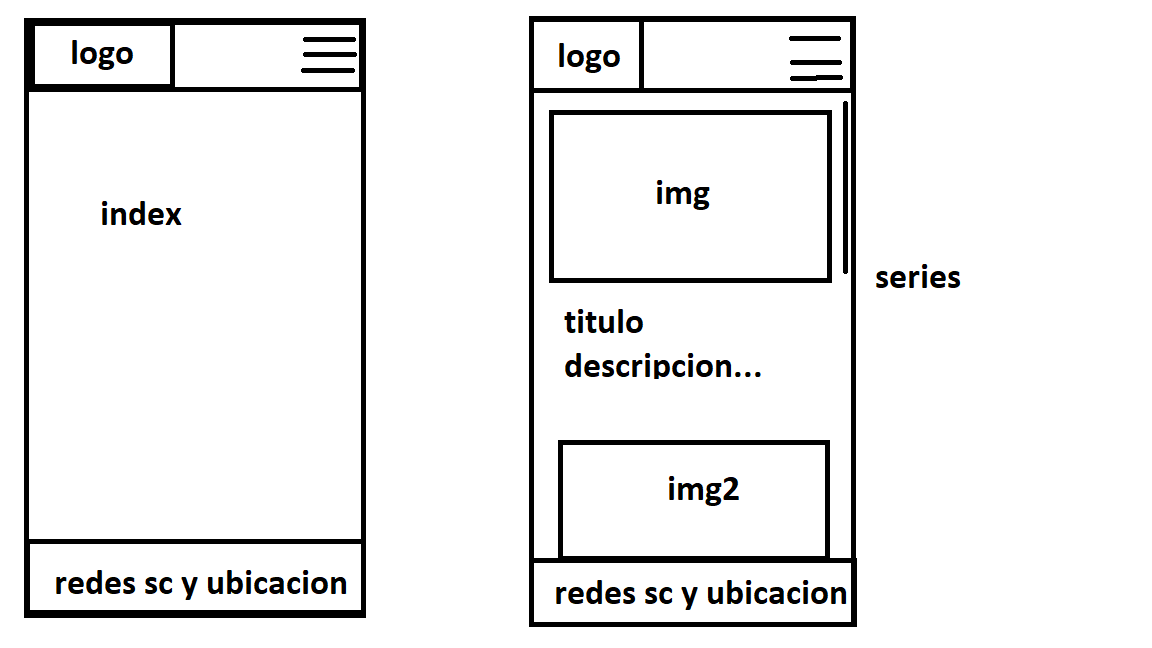 logo
index
redes sc y ubicacion
logo
img
titulo
descripcion...
img2
redes sc y ubicacion
series